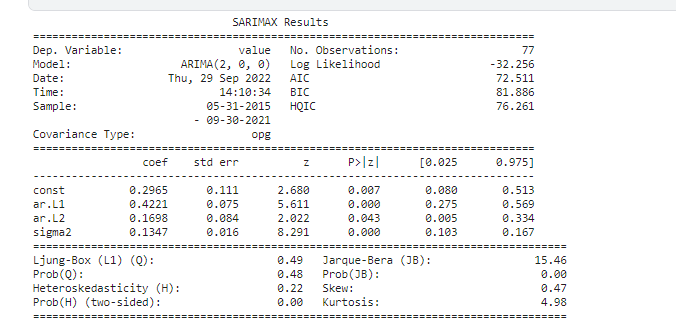 SARIMAX Results
==============================================================================
Dep. Variable: value No. Observations: 77
Model: ARIMA(2, 0, 0) Log Likelihood -32.256
Date: Thu, 29 Sep 2022 AIC 72.511
Time: 14:10:34 BIC 81.886
Sample: 05-31-2015 HQIC 76.261
- 09-30-2021
Covariance Type: opg
==============================================================================
coef std err z P>|z| [0.025 0.975]
------------------------------------------------------------------------------
const 0.2965 0.111 2.680 0.007 0.080 0.513
ar.L1 0.4221 0.075 5.611 0.000 0.275 0.569
ar.L2 0.1698 0.084 2.022 0.043 0.005 0.334
sigma2 0.1347 0.016 8.291 0.000 0.103 0.167
===================================================================================
Ljung-Box (L1) (Q): 0.49 Jarque-Bera (JB): 15.46
Prob(Q): 0.48 Prob(JB): 0.00
Heteroskedasticity (H): 0.22 Skew: 0.47
Prob(H) (two-sided): 0.00 Kurtosis: 4.98
===================================================================================